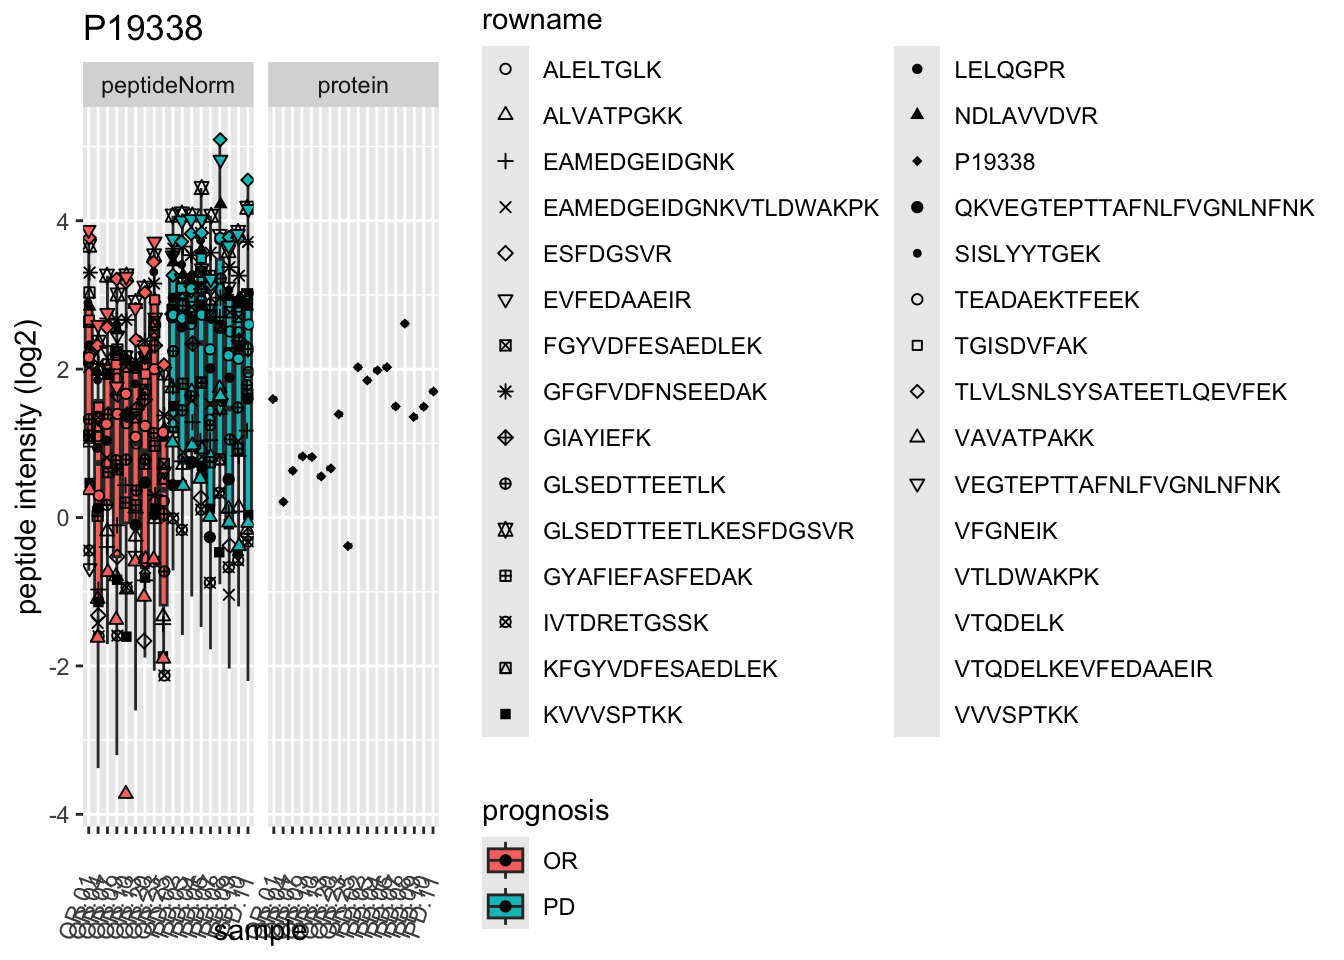 P19338
peptideNorm
protein
4
2
0
-2
-4
peptide intensity (log2)
sample
rowname
ALELTGLK
ALVATPGKK
EAMEDGEIDGNK
EAMEDGEIDGNKVTLDWAKPK
ESFDGSVR
EVFEDAAEIR
FGYVDFESAEDLEK
GFGFVDFNSEEDAK
GIAYIEFK
GLSEDTTEETLK
GLSEDTTEETLKESFDGSVR
GYAFIEFASFEDAK
IVTDRETGSSK
KFGYVDFESAEDLEK
KVVVSPTKK
LELQGPR
NDLAVVDVR
P19338
QKVEGTEPTTAFNLFVGNLNFNK
SISLYYTGEK
TEADAEKTFEEK
TGISDVFAK
TLVLSNLSYSATEETLQEVFEK
VAVATPAKK
VEGTEPTTAFNLFVGNLNFNK
VFGNEIK
VTLDWAKPK
VTQDELK
VTQDELKEVFEDAAEIR
VVVSPTKK
prognosis
OR
PD